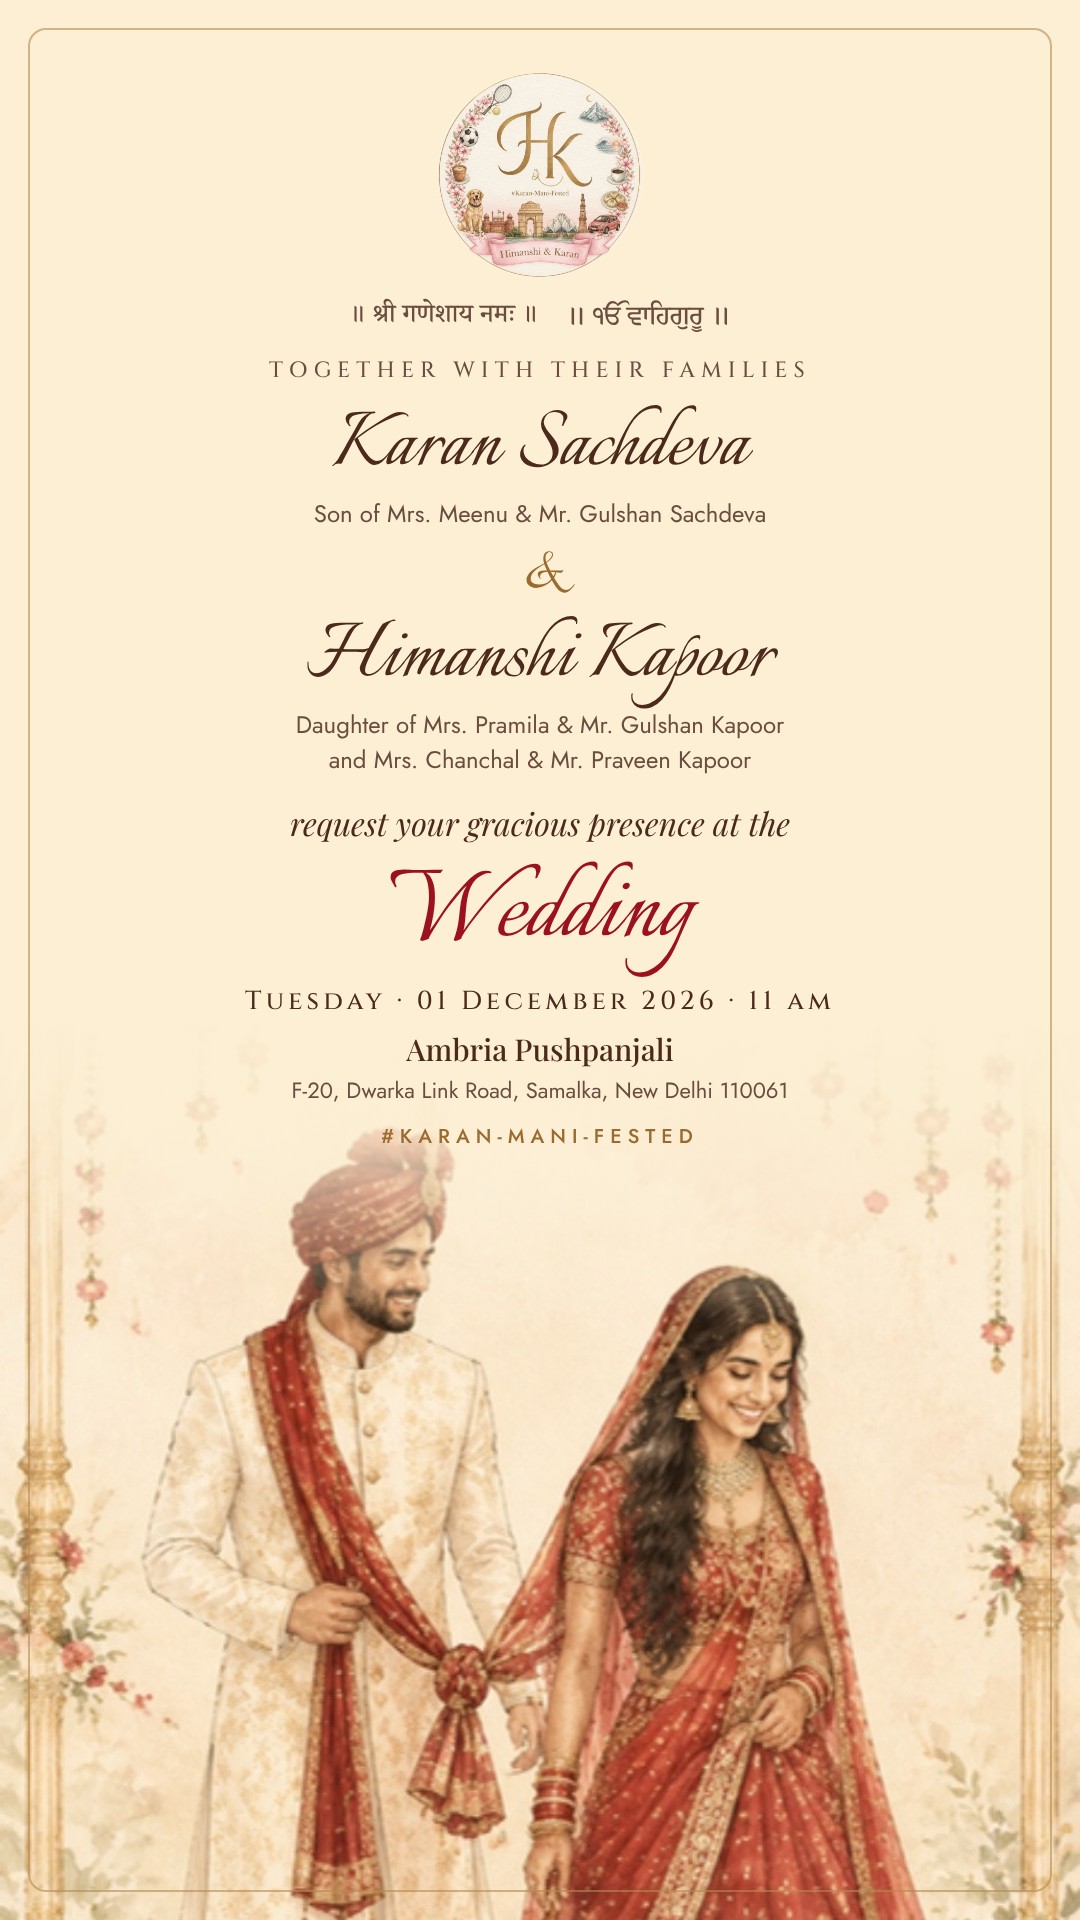 HK
&
#Karan-Mani-Fested
Himanshi & Karan
॥ श्री गणेशाय नमः ॥ ।। ੴ ਵਾਹਿਗੁਰੂ ।।
TOGETHER WITH THEIR FAMILIES
Karan Sachdeva
Son of Mrs. Meenu & Mr. Gulshan Sachdeva
&
Himanshi Kapoor
Daughter of Mrs. Pramila & Mr. Gulshan Kapoor
and Mrs. Chanchal & Mr. Praveen Kapoor
request your gracious presence at the
Wedding
Tuesday · 01 December 2026 · 11 am
Ambria Pushpanjali
F-20, Dwarka Link Road, Samalka, New Delhi 110061
#KARAN-MANI-FESTED